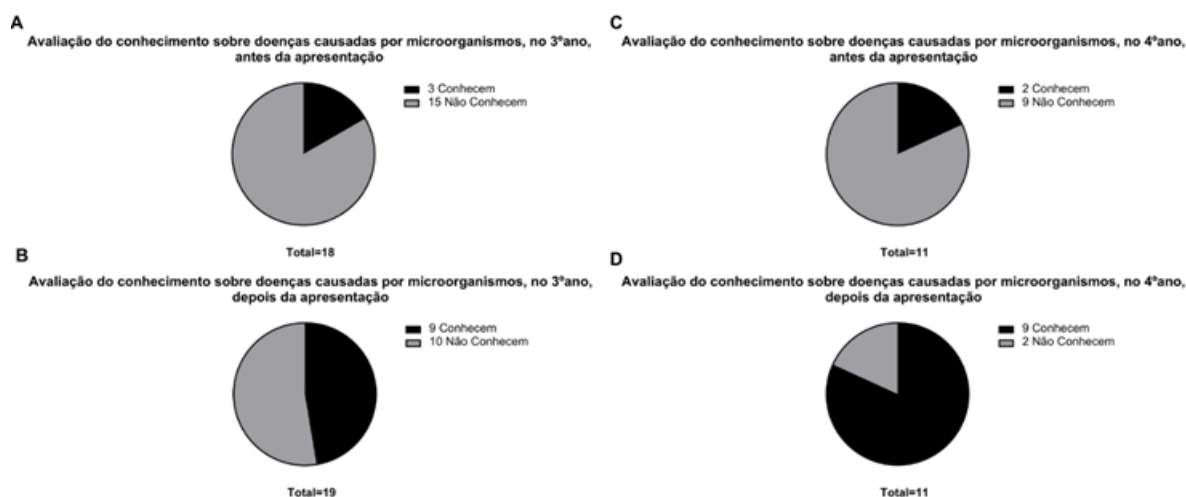 A
Avaliação do conhecimento sobre doenças causadas por microorganismos, no 3ºano,
antes da apresentação
3 Conhecem
15 Não Conhecem
Total=18
B
Avaliação do conhecimento sobre doenças causadas por microorganismos, no 3ºano,
depois da apresentação
9 Conhecem
10 Não Conhecem
Total=19
C
Avaliação do conhecimento sobre doenças causadas por microorganismos, no 4ºano,
antes da apresentação
2 Conhecem
9 Não Conhecem
Total=11
D
Avaliação do conhecimento sobre doenças causadas por microorganismos, no 4ºano,
depois da apresentação
9 Conhecem
2 Não Conhecem
Total=11